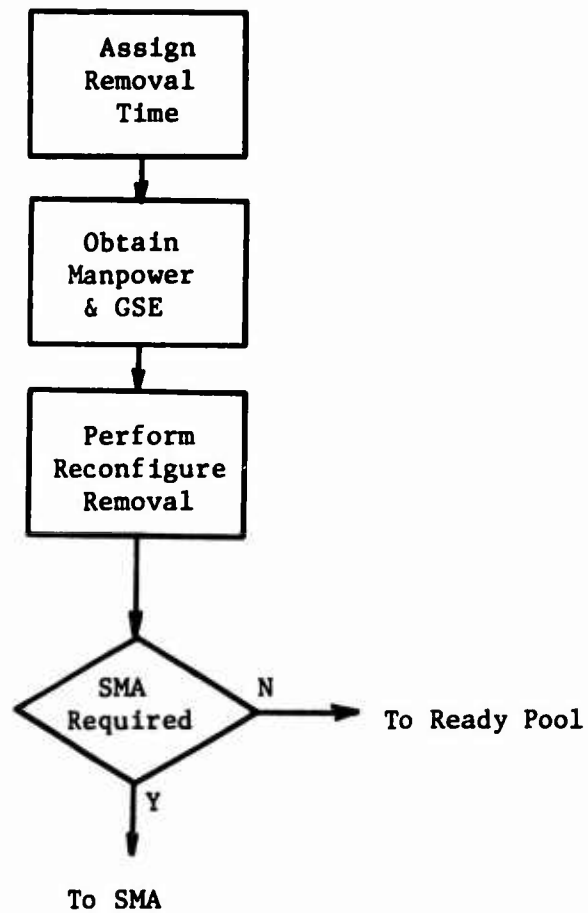 Assign
Removal
Time
Obtain
Manpower
& GSE
Perform
Reconfigure
Removal
SMA
Required
N
To Ready Pool
Y
To SMA